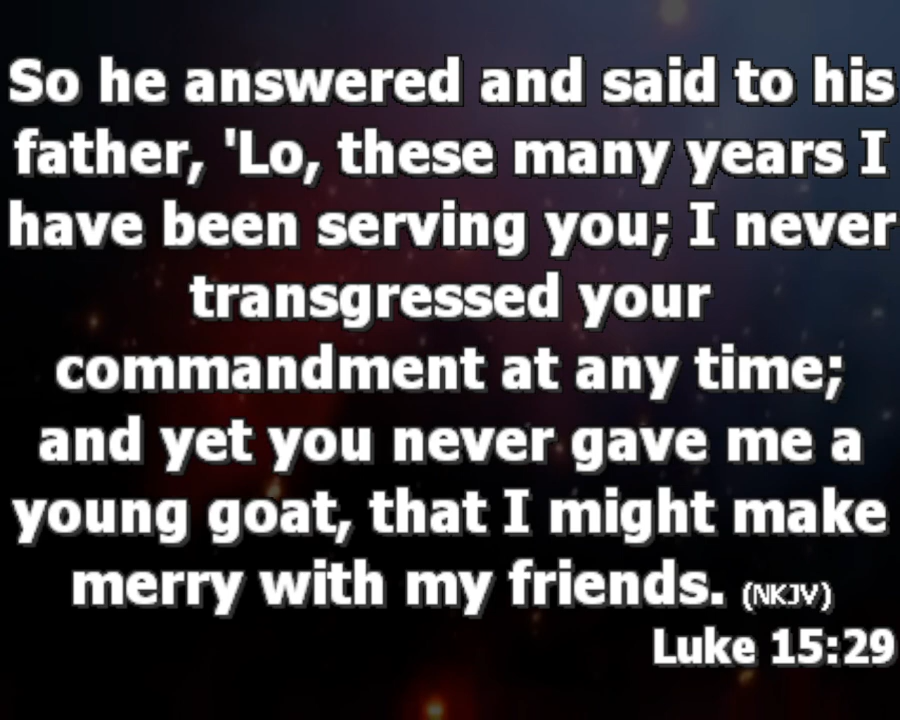 So he answered and said to his
father, 'Lo, these many years I
have been serving you; I never
transgressed your
commandment at any time;
and yet you never gave me a
young goat, that I might make
merry with my friends. (NKJV)
Luke 15:29